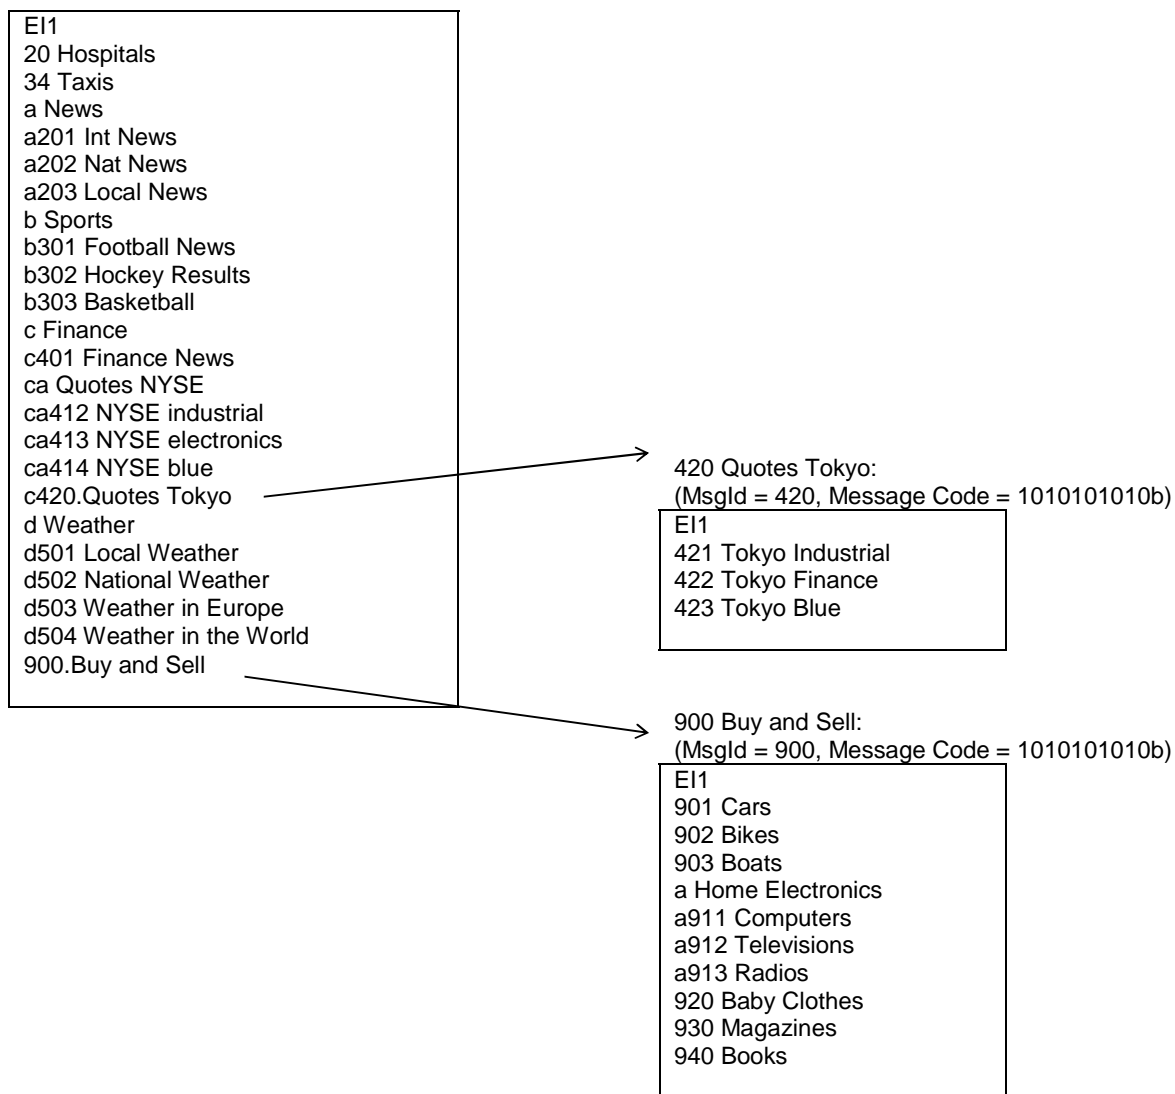 EI1
20 Hospitals
34 Taxis
a News
a201 Int News
a202 Nat News
a203 Local News
b Sports
b301 Football News
b302 Hockey Results
b303 Basketball
c Finance
c401 Finance News
ca Quotes NYSE
ca412 NYSE industrial
ca413 NYSE electronics
ca414 NYSE blue
c420.Quotes Tokyo
d Weather
d501 Local Weather
d502 National Weather
d503 Weather in Europe
d504 Weather in the World
900.Buy and Sell
420 Quotes Tokyo:
(MsgId = 420, Message Code = 1010101010b)
EI1
421 Tokyo Industrial
422 Tokyo Finance
423 Tokyo Blue
900 Buy and Sell:
(MsgId = 900, Message Code = 1010101010b)
EI1
901 Cars
902 Bikes
903 Boats
a Home Electronics
a911 Computers
a912 Televisions
a913 Radios
920 Baby Clothes
930 Magazines
940 Books